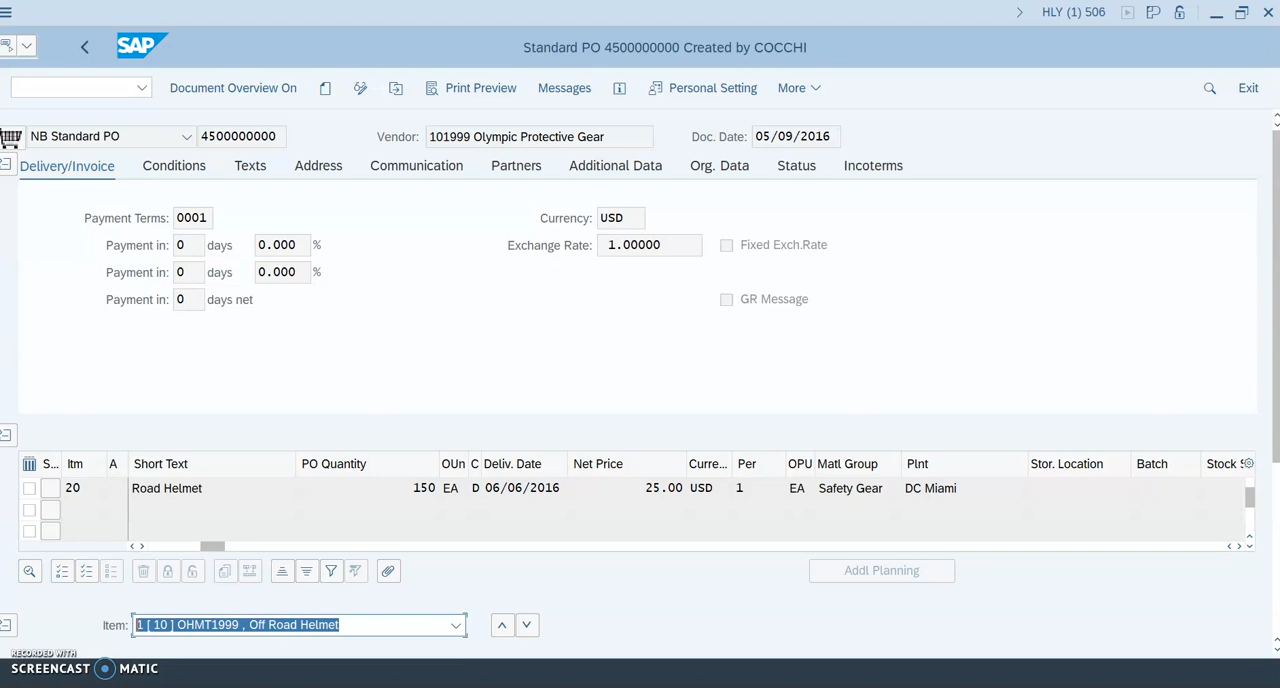 HLY (1) 506
SAP
Standard PO 4500000000 Created by COCCHI
Document Overview On Print Preview Messages Personal Setting More Exit
NB Standard PO 4500000000 Vendor: 101999 Olympic Protective Gear Doc. Date: 05/09/2016
Delivery/Invoice Conditions Texts Address Communication Partners Additional Data Org. Data Status Incoterms
Payment Terms: 0001 Currency: USD
Payment in: 0 days 0.000 % Exchange Rate: 1.00000 Fixed Exch.Rate
Payment in: 0 days 0.000 %
Payment in: 0 days net GR Message
S... Itm A Short Text PO Quantity OUn C Deliv. Date Net Price Curre... Per OPU Matl Group Plnt Stor. Location Batch Stock S
20 Road Helmet 150 EA D 06/06/2016 25.00 USD 1 EA Safety Gear DC Miami
Addl Planning
Item: 1 [ 10 ] OHMT1999 , Off Road Helmet
RECORDED WITH
SCREENCAST MATIC